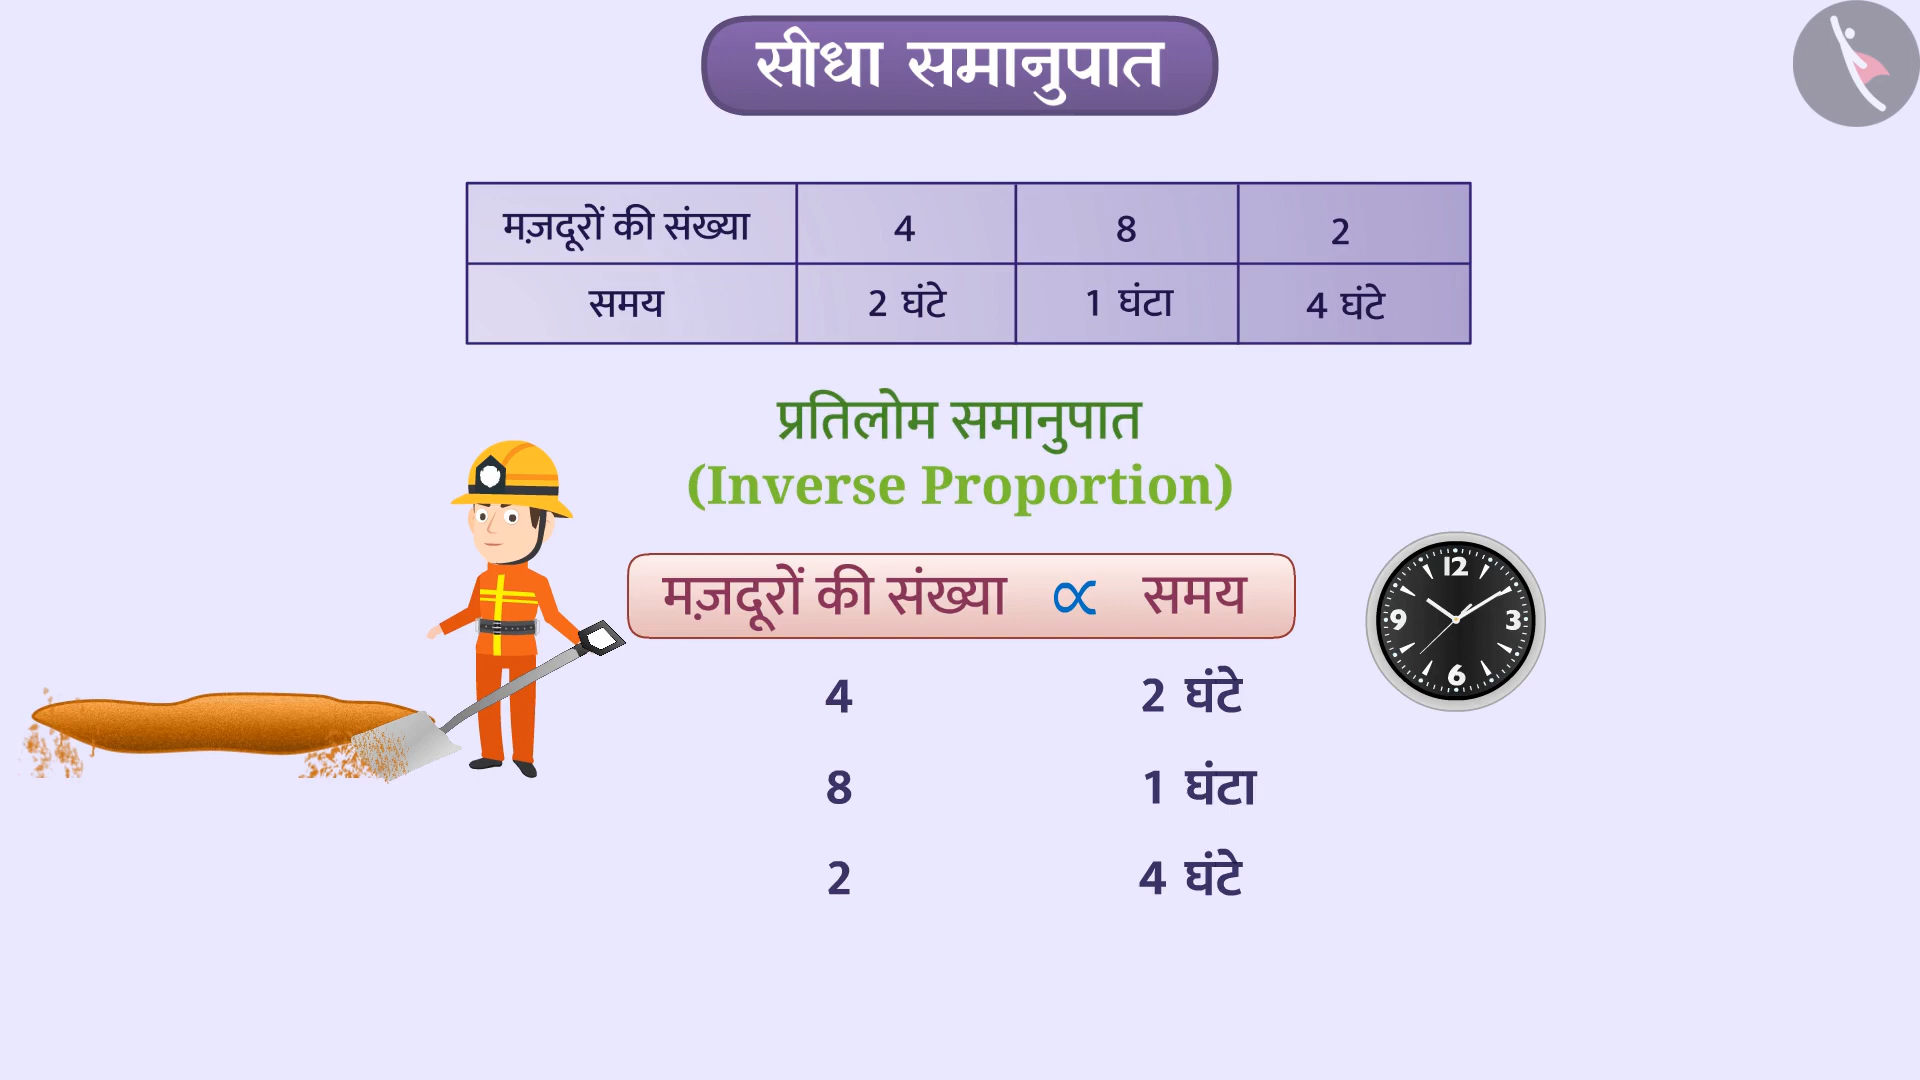 सीधा समानुपात
मज़दूरों की संख्या 4 8 2
समय 2 घंटे 1 घंटा 4 घंटे
प्रतिलोम समानुपात
(Inverse Proportion)
मज़दूरों की संख्या ∝ समय
4 2 घंटे
8 1 घंटा
2 4 घंटे
12
9 3
6